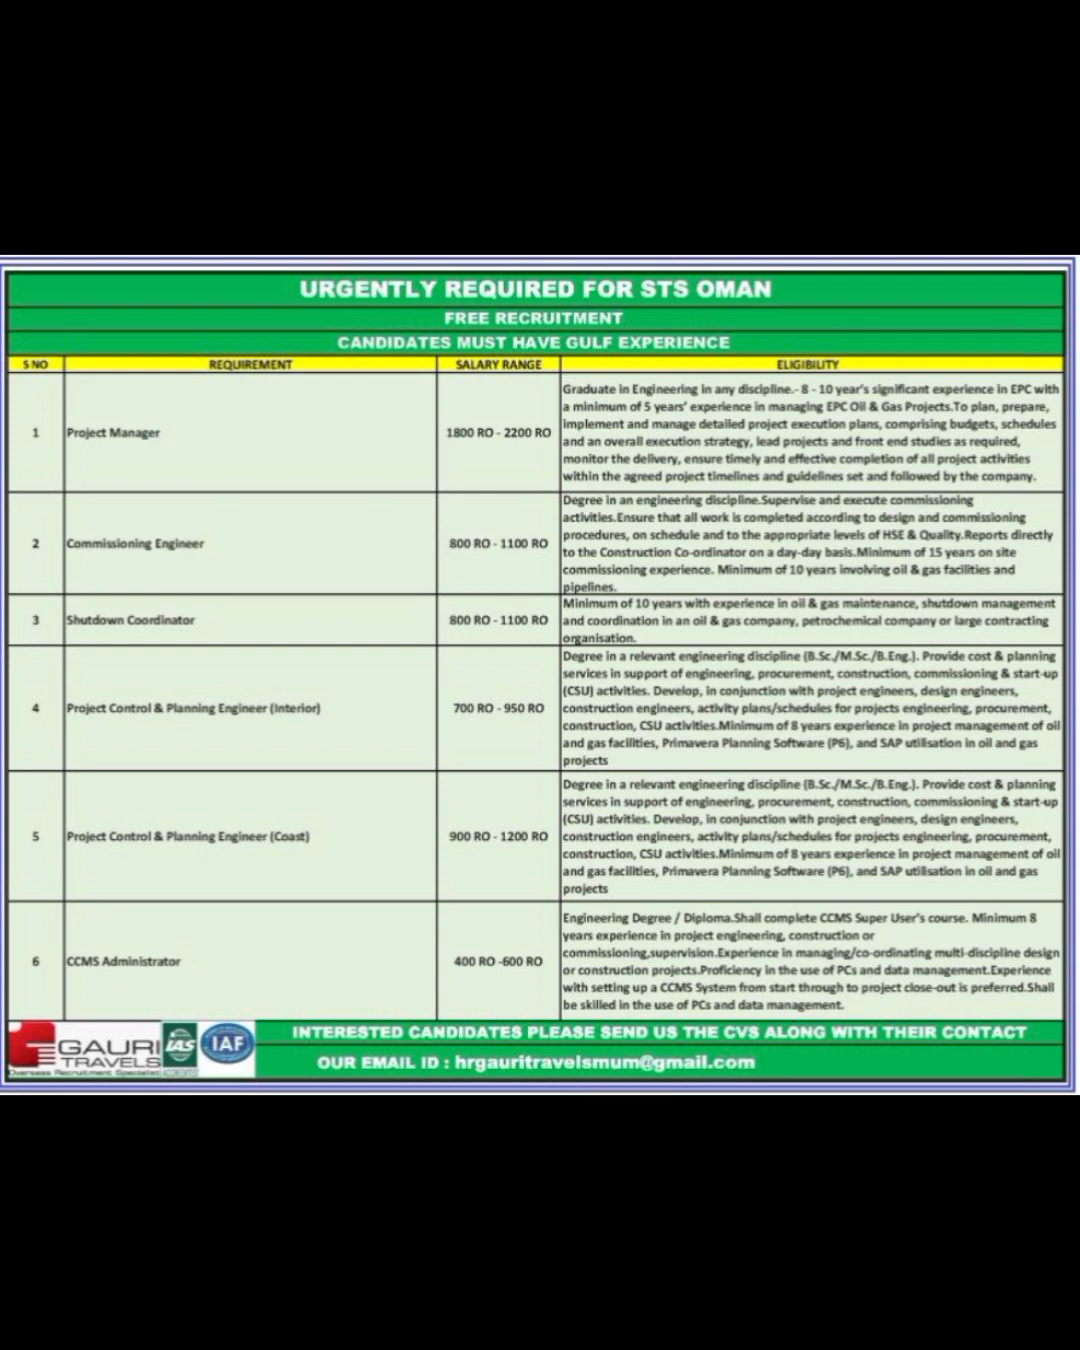 URGENTLY REQUIRED FOR STS OMAN
FREE RECRUITMENT
CANDIDATES MUST HAVE GULF EXPERIENCE
S NO REQUIREMENT SALARY RANGE ELIGIBILITY
1 Project Manager 1800 RO - 2200 RO
Graduate in Engineering in any discipline.- 8 - 10 year's significant experience in EPC with
a minimum of 5 years' experience in managing EPC Oil & Gas Projects.To plan, prepare,
implement and manage detailed project execution plans, comprising budgets, schedules
and an overall execution strategy, lead projects and front end studies as required,
monitor the delivery, ensure timely and effective completion of all project activities
within the agreed project timelines and guidelines set and followed by the company.
2 Commissioning Engineer 800 RO - 1100 RO
Degree in an engineering discipline.Supervise and execute commissioning
activities.Ensure that all work is completed according to design and commissioning
procedures, on schedule and to the appropriate levels of HSE & Quality.Reports directly
to the Construction Co-ordinator on a day-day basis.Minimum of 15 years on site
commissioning experience. Minimum of 10 years involving oil & gas facilities and
pipelines.
3 Shutdown Coordinator 800 RO - 1100 RO
Minimum of 10 years with experience in oil & gas maintenance, shutdown management
and coordination in an oil & gas company, petrochemical company or large contracting
organisation.
4 Project Control & Planning Engineer (Interior) 700 RO - 950 RO
Degree in a relevant engineering discipline (B.Sc./M.Sc./B.Eng.). Provide cost & planning
services in support of engineering, procurement, construction, commissioning & start-up
(CSU) activities. Develop, in conjunction with project engineers, design engineers,
construction engineers, activity plans/schedules for projects engineering, procurement,
construction, CSU activities.Minimum of 8 years experience in project management of oil
and gas facilities, Primavera Planning Software (P6), and SAP utilisation in oil and gas
projects
5 Project Control & Planning Engineer (Coast) 900 RO - 1200 RO
Degree in a relevant engineering discipline (B.Sc./M.Sc./B.Eng.). Provide cost & planning
services in support of engineering, procurement, construction, commissioning & start-up
(CSU) activities. Develop, in conjunction with project engineers, design engineers,
construction engineers, activity plans/schedules for projects engineering, procurement,
construction, CSU activities.Minimum of 8 years experience in project management of oil
and gas facilities, Primavera Planning Software (P6), and SAP utilisation in oil and gas
projects
6 CCMS Administrator 400 RO -600 RO
Engineering Degree / Diploma.Shall complete CCMS Super User's course. Minimum 8
years experience in project engineering, construction or
commissioning,supervision.Experience in managing/co-ordinating multi-discipline design
or construction projects.Proficiency in the use of PCs and data management.Experience
with setting up a CCMS System from start through to project close-out is preferred.Shall
be skilled in the use of PCs and data management.
GAURI
TRAVELS
Overseas Recruitment Specialist
IAS
IAF
INTERESTED CANDIDATES PLEASE SEND US THE CVS ALONG WITH THEIR CONTACT
OUR EMAIL ID : hrgauritravelsmum@gmail.com